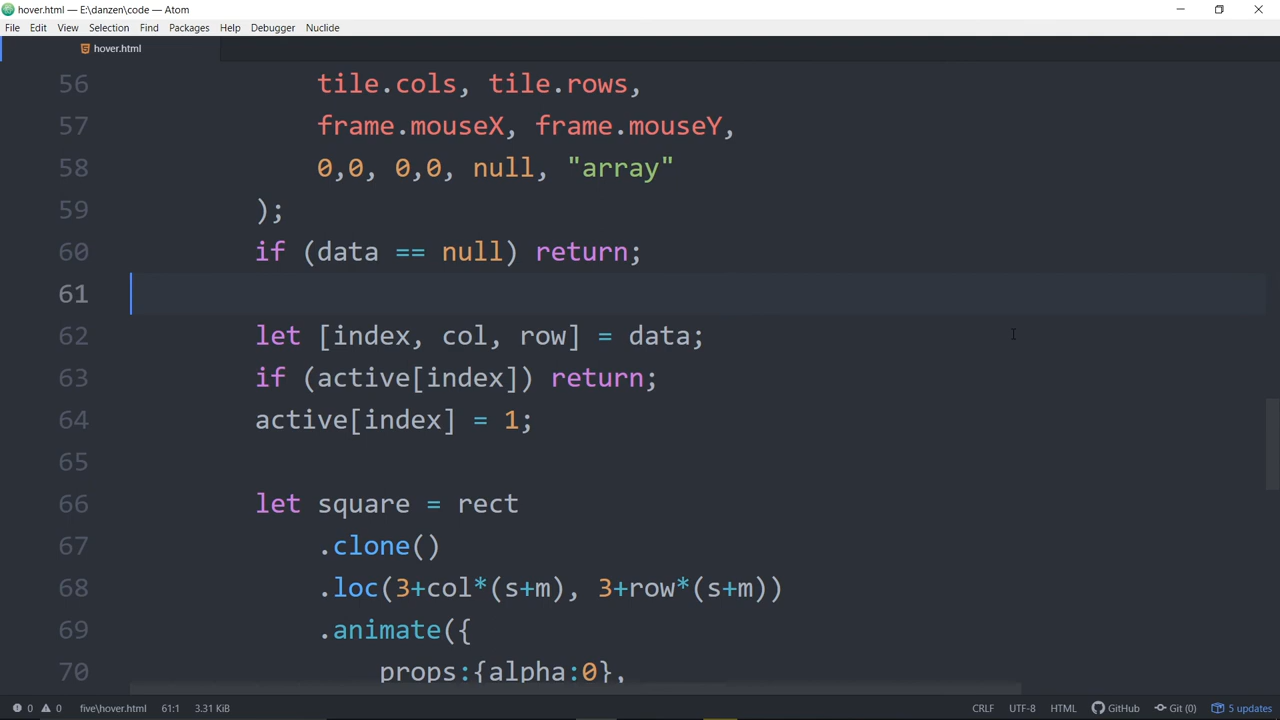 hover.html — E:\danzen\code — Atom
File Edit View Selection Find Packages Help Debugger Nuclide
hover.html
56 tile.cols, tile.rows,
57 frame.mouseX, frame.mouseY,
58 0,0, 0,0, null, "array"
59 );
60 if (data == null) return;
61
62 let [index, col, row] = data;
63 if (active[index]) return;
64 active[index] = 1;
65
66 let square = rect
67 .clone()
68 .loc(3+col*(s+m), 3+row*(s+m))
69 .animate({
70 props:{alpha:0},
0 0 five\hover.html 61:1 3.31 KiB CRLF UTF-8 HTML GitHub Git (0) 5 updates